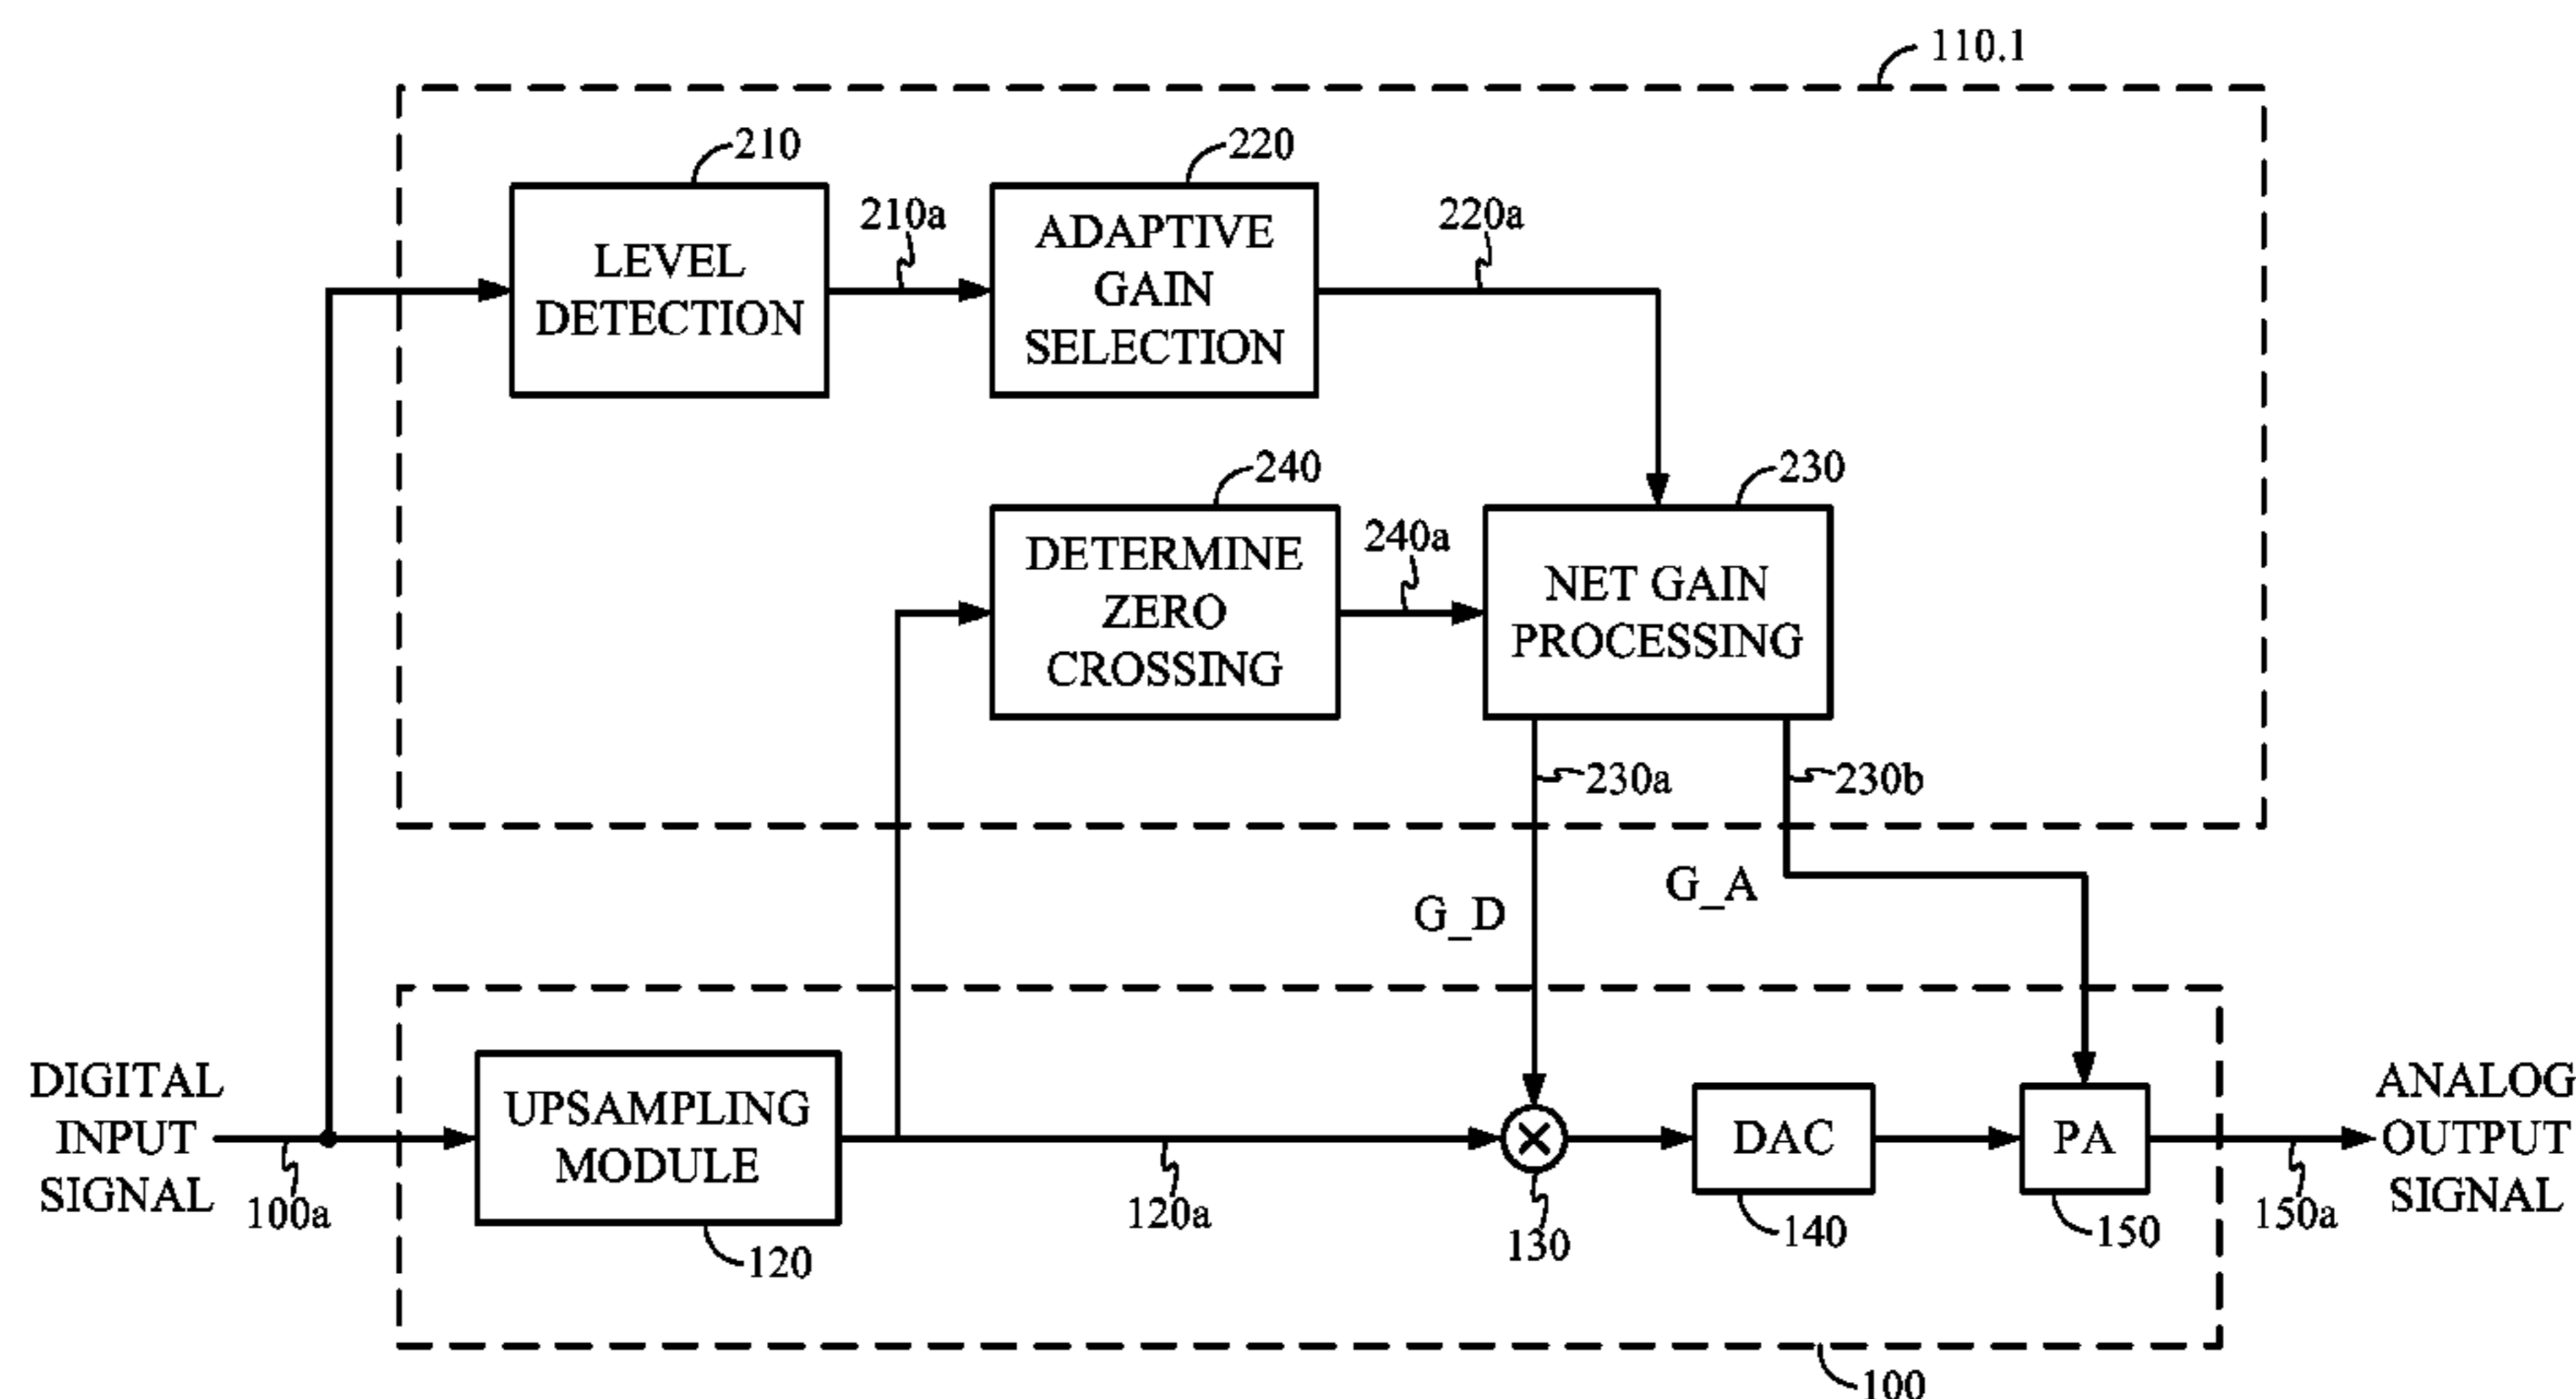 110.1
210
220
210a
220a
LEVEL
DETECTION
ADAPTIVE
GAIN
SELECTION
240
230
240a
DETERMINE
ZERO
CROSSING
NET GAIN
PROCESSING
230a
230b
G_D
G_A
DIGITAL
INPUT
SIGNAL
100a
UPSAMPLING
MODULE
120
120a
130
DAC
140
PA
150
150a
ANALOG
OUTPUT
SIGNAL
100